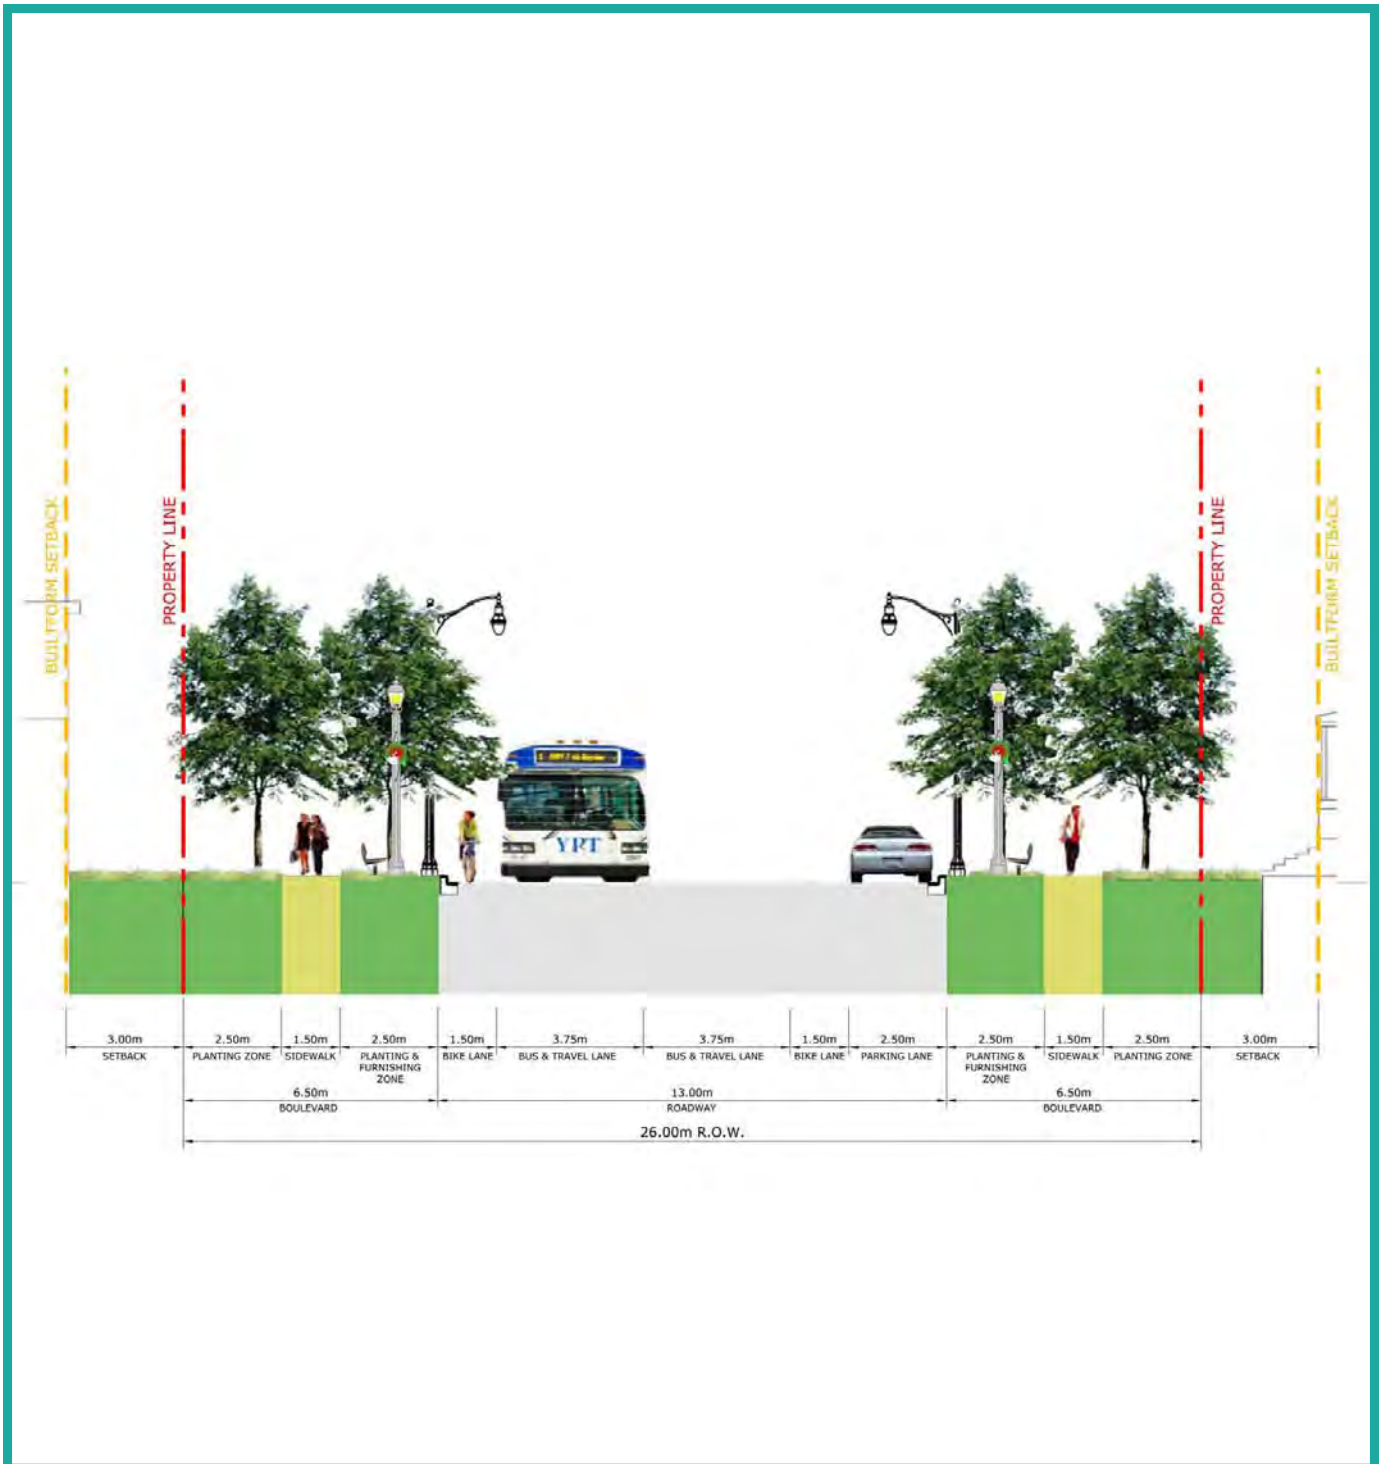 BUILTFORM SETBACK
PROPERTY LINE
PROPERTY LINE
BUILTFORM SETBACK
YRT
3.00m
2.50m
1.50m
2.50m
1.50m
3.75m
3.75m
1.50m
2.50m
2.50m
1.50m
2.50m
3.00m
SETBACK
PLANTING ZONE
SIDEWALK
PLANTING &
FURNISHING
ZONE
BIKE LANE
BUS & TRAVEL LANE
BUS & TRAVEL LANE
BIKE LANE
PARKING LANE
PLANTING &
FURNISHING
ZONE
SIDEWALK
PLANTING ZONE
SETBACK
6.50m
BOULEVARD
13.00m
ROADWAY
6.50m
BOULEVARD
26.00m R.O.W.